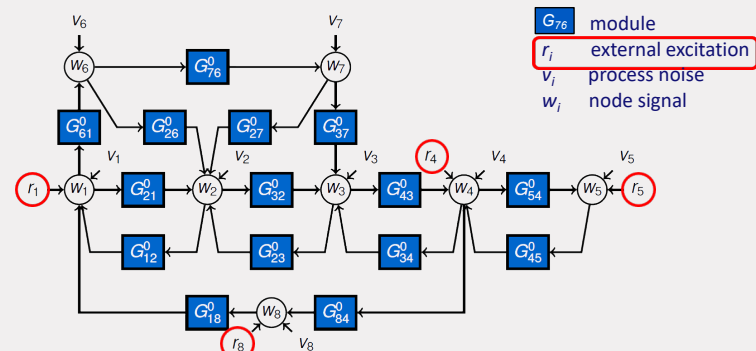 v6
v7
G76 module
ri external excitation
vi process noise
wi node signal
w6
G⁰76
w7
G⁰61
G⁰26
G⁰27
G⁰37
v1
v2
v3
r4
v4
v5
r1
w1
G⁰21
w2
G⁰32
w3
G⁰43
w4
G⁰54
w5
r5
G⁰12
G⁰23
G⁰34
G⁰45
G⁰18
w8
G⁰84
r8
v8